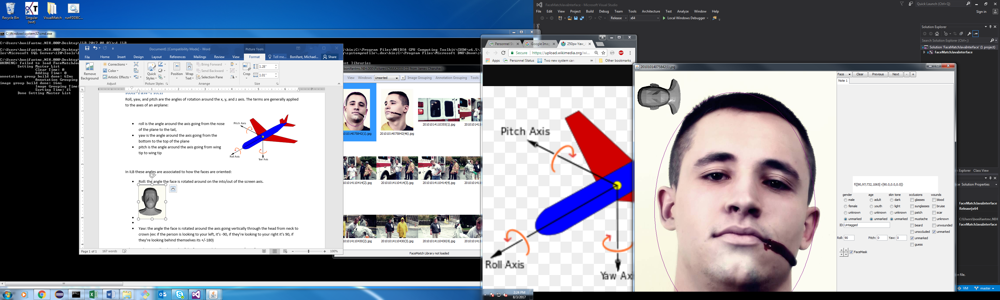 Recycle Bin
Singular (rxvt)
VisualMatch
runFDDBC...
C:\Windows\system32\cmd.exe
C:\Users\bonifantmc.NIH.000\Desktop\ILB_2017_08_03>cd ILB
C:\Users\bonifantmc.NIH.000\Desktop\
les\Microsoft SQL Server\120\Tools\
C:\Users\bonifantmc.NIH.000\Desktop\
WARNING: failed to load FaceMatchJav
Setting Master List
Clear Time: 0
Adding Time: 0
annotation group build done: 62ms
Annotation Grouping
image group build done: 16ms
Image Grouping Time:
Sorting Time: 15
Done Setting Master List
bin;C:\Program Files\NVIDIA GPU Computing Toolkit\CUDA\v6.5\
\systemprofile\.dnx\bin;C:\Program Files\Microsoft DNX\Dnvm\;
ent libraries
Document1 [Compatibility Mode] - Word
Picture Tools
File Home Insert Design Layout References Mailings Review View Format Tell me... Bonifant, Michael... Share
Remove Background
Corrections
Color
Artistic Effects
Adjust
Quick Styles
Picture Styles
Position
Wrap Text
Bring Forward
Send Backward
Selection Pane
Arrange
Crop
1.28"
1.01"
Size
Roll-Yaw-Pitch
Roll, yaw, and pitch are the angles of rotation around the x, y, and z axis. The terms are generally applied
to the axes of an airplane:
• roll is the angle around the axis going from the nose
of the plane to the tail,
• yaw is the angle around the axis going from the
bottom to the top of the plane
• pitch is the angle around the axis going from wing
tip to wing tip
Pitch Axis
Roll Axis
Yaw Axis
In ILB these angles are associated to how the faces are oriented:
• Roll: the angle the face is rotated around on the into/out of the screen axis.
• Yaw: the angle the face is rotated around the axis going vertically through the head from neck to
crown (ex: if the person is looking to your left, it's -90, if they're looking to your right it's 90, if
they're looking behind themselves its +/-180)
Page 1 of 1 167 words 100%
bonifantmc.NIH.000\Pictures\CMAX2010 CD from James Charuhas\
View Windows Unsorted Image Grouping Annotation Grouping Tools
20101014075842(1).jpg
20101014075842(46).jpg
20101014110355(1).jpg
2010101411
20101014110414(2).jpg
20101014110414(3).jpg
20101014110414(4).jpg
2010101411
20101014110430(2).jpg
20101014110430(3).jpg
20101014110430(4).jpg
2010101411
FaceMatch Library not loaded
Personnel St
Google Imag
250px-Yaw_
Secure https://upload.wikimedia.org/wi...
Apps Personnel Status Two new system can » Other bookmarks
Pitch Axis
Roll Axis
Yaw Ax
FaceMatchJavaInterface - Microsoft Visual Studio
Quick Launch (Ctrl+Q)
File Edit View Project Build Debug Team Tools Architecture Test Analyze Window Help
Sign in
Release x64 Local Windows Debugger
Solution Explorer
Search Solution Explorer (Ctrl+;)
Solution 'FaceMatchJavaInterface' (1 project)
FaceMatchJavaInterface
20101014075842(1).jpg
Face Clear Previous Next - +
Note 1
f{[90,97;732,1065] r[90.0,0.0,0.0]}
gender age skin tone occlusions wounds
male adult dark glasses blood
female youth light sunglasses bruise
unknown unknown unknown patch scar
unmarked unmarked unmarked mustache unknown
ID: Untagged beard unwounded
unoccluded unmarked
Roll: 90 Pitch: 0 Yaw: 0 unmarked
guess
FaceMask
n Explorer Class View
ce Solution Properties
FaceMatchJavaInterface
Release|x64
C:\Users\bonifantmc.NIH
FaceMatchJavaInterface
n file.
VM master
2:24 PM
8/3/2017